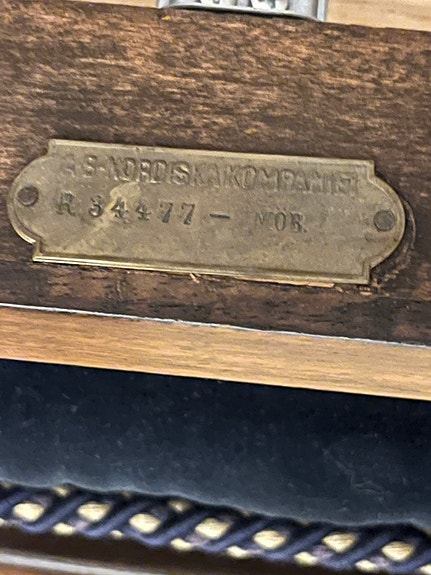 A.B. NORDISKA KOMPANIET
R 34477 — MÖB.